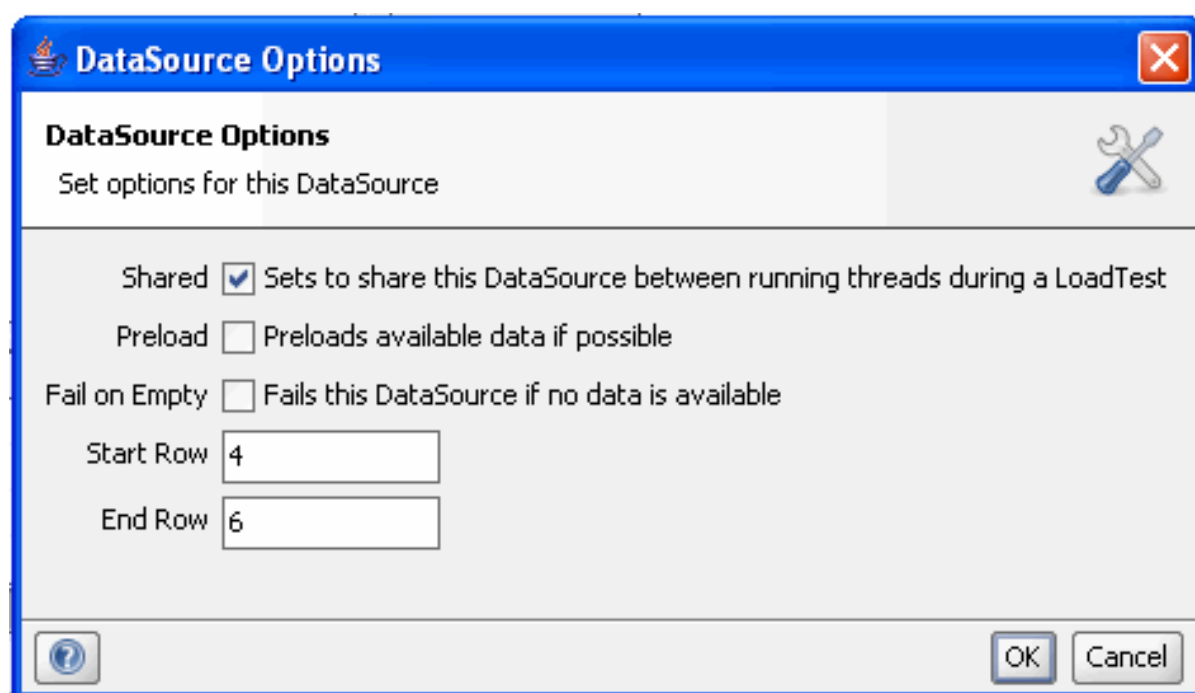 DataSource Options
DataSource Options
Set options for this DataSource
Shared Sets to share this DataSource between running threads during a LoadTest
Preload Preloads available data if possible
Fail on Empty Fails this DataSource if no data is available
Start Row 4
End Row 6
? OK Cancel